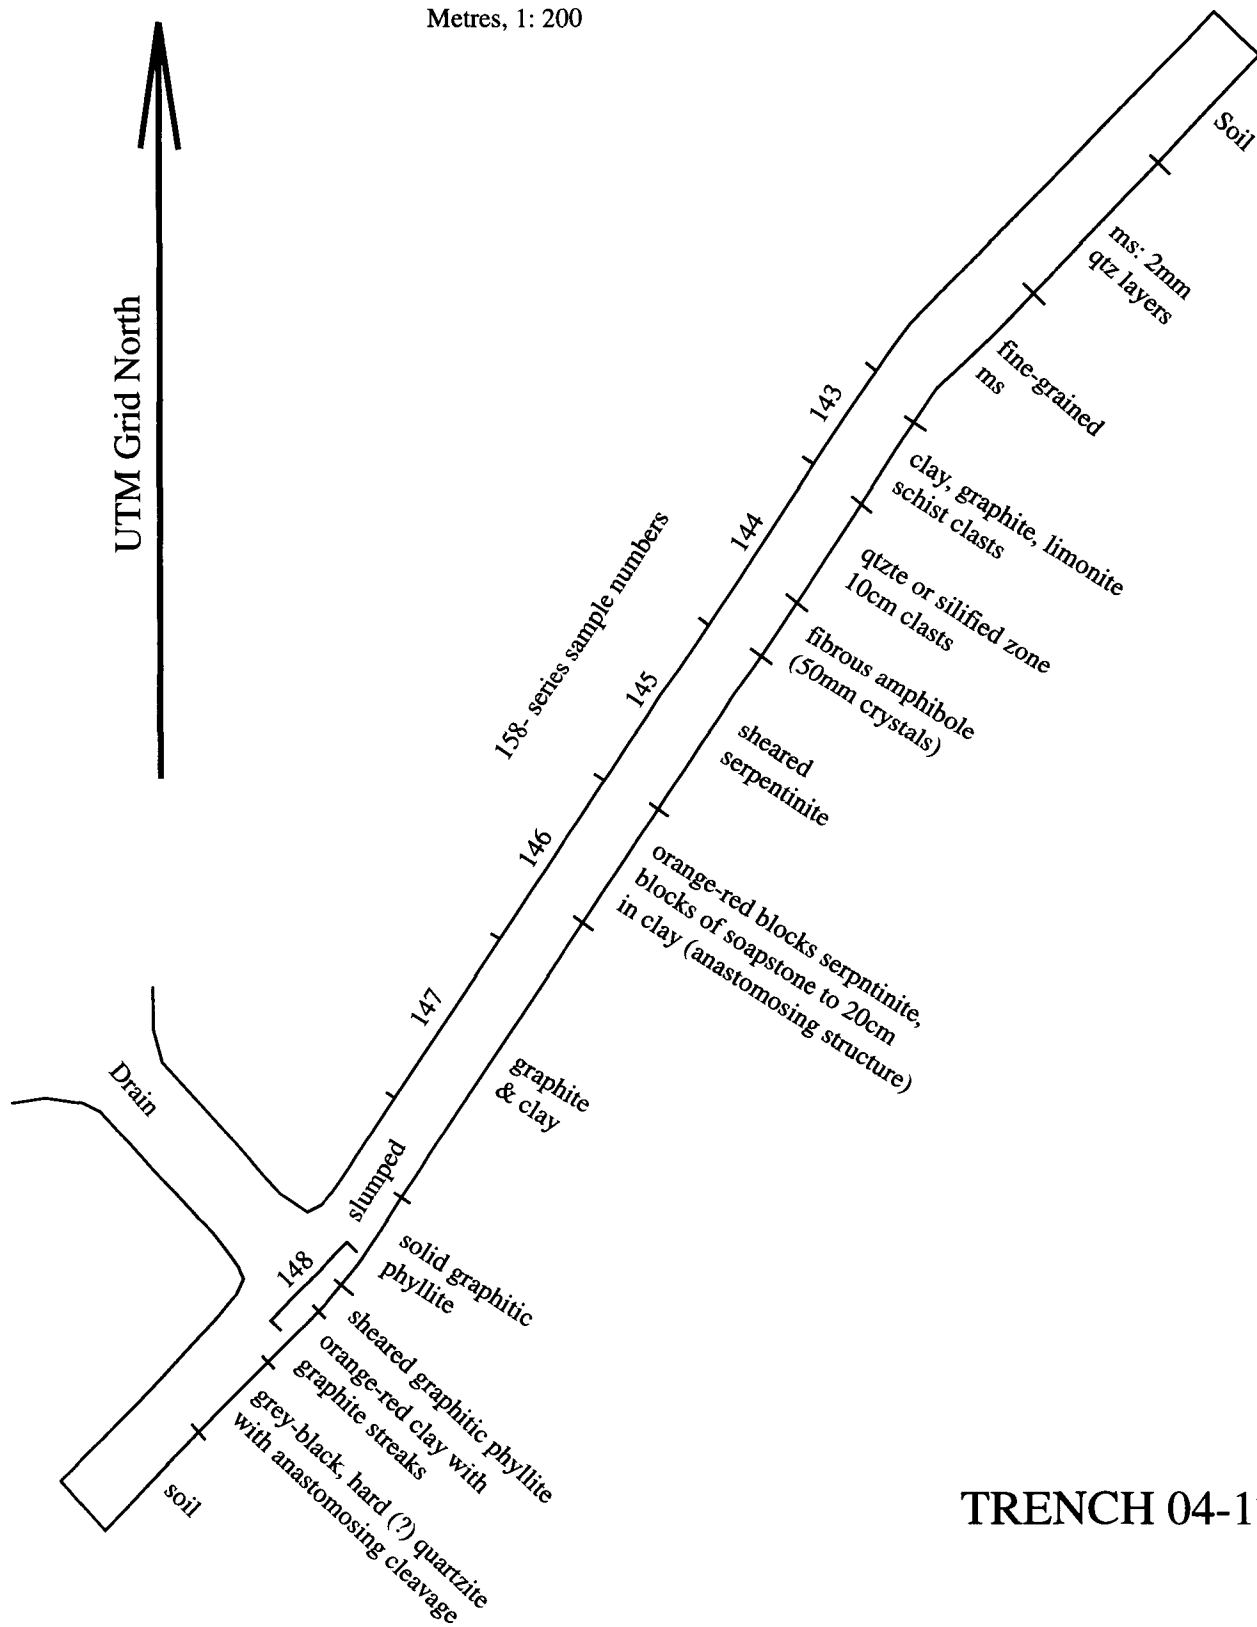 Metres, 1: 200
UTM Grid North
Soil
ms: 2mm
qtz layers
fine-grained
ms
143
clay, graphite, limonite
schist clasts
144
158- series sample numbers
qtzte or silified zone
10cm clasts
fibrous amphibole
(50mm crystals)
145
sheared
serpentinite
146
orange-red blocks serpntinite,
blocks of soapstone to 20cm
in clay (anastomosing structure)
147
graphite
& clay
Drain
slumped
148
solid graphitic
phyllite
sheared graphitic phyllite
orange-red clay with
graphite streaks
grey-black, hard (?) quartzite
with anastomosing cleavage
soil
TRENCH 04-1